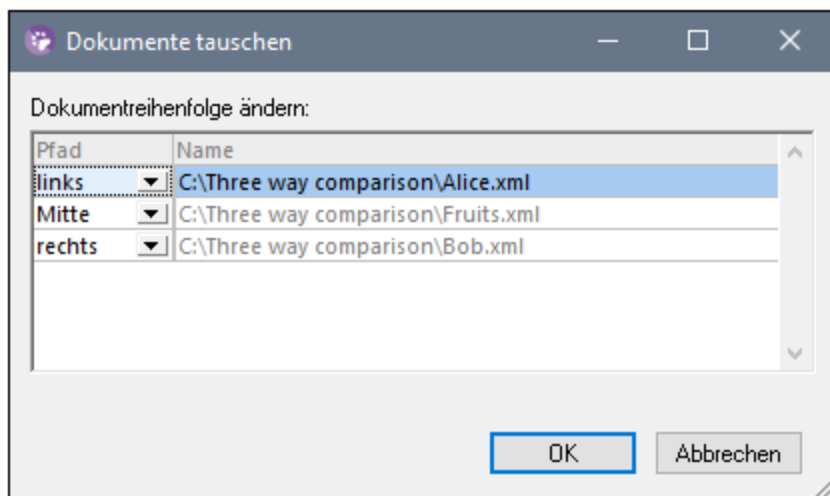 Dokumente tauschen
Dokumentreihenfolge ändern:
Pfad Name
links C:\Three way comparison\Alice.xml
Mitte C:\Three way comparison\Fruits.xml
rechts C:\Three way comparison\Bob.xml
OK Abbrechen